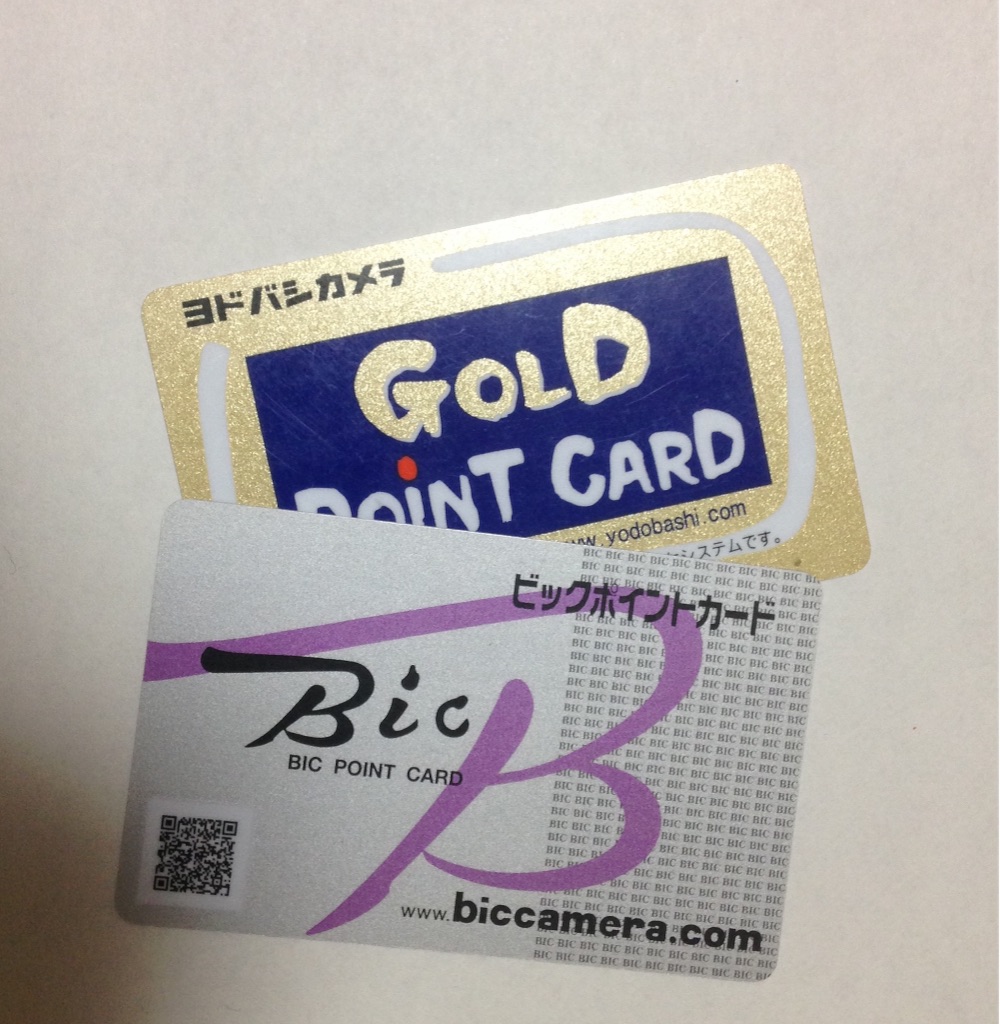 ヨドバシカメラ
GOLD
POINT CARD
www.yodobashi.com
システムです。
ビックポイントカード
Bic
BIC POINT CARD
www.biccamera.com